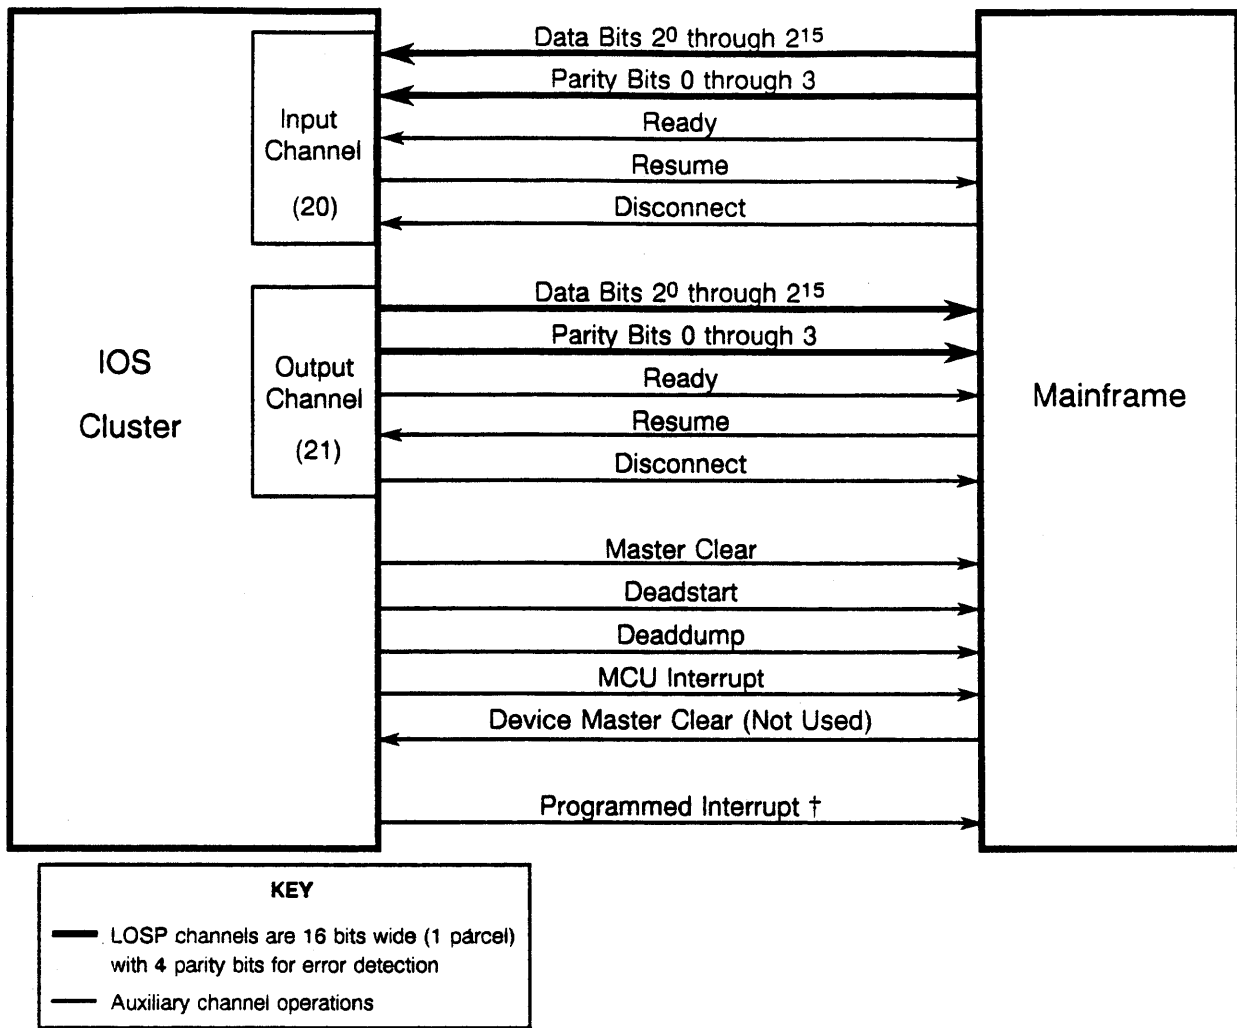 Data Bits 2⁰ through 2¹⁵
Parity Bits 0 through 3
Ready
Resume
Disconnect
Input
Channel
(20)
Data Bits 2⁰ through 2¹⁵
Parity Bits 0 through 3
Ready
Resume
Disconnect
Output
Channel
(21)
IOS
Cluster
Mainframe
Master Clear
Deadstart
Deaddump
MCU Interrupt
Device Master Clear (Not Used)
Programmed Interrupt †
KEY
LOSP channels are 16 bits wide (1 parcel)
with 4 parity bits for error detection
Auxiliary channel operations